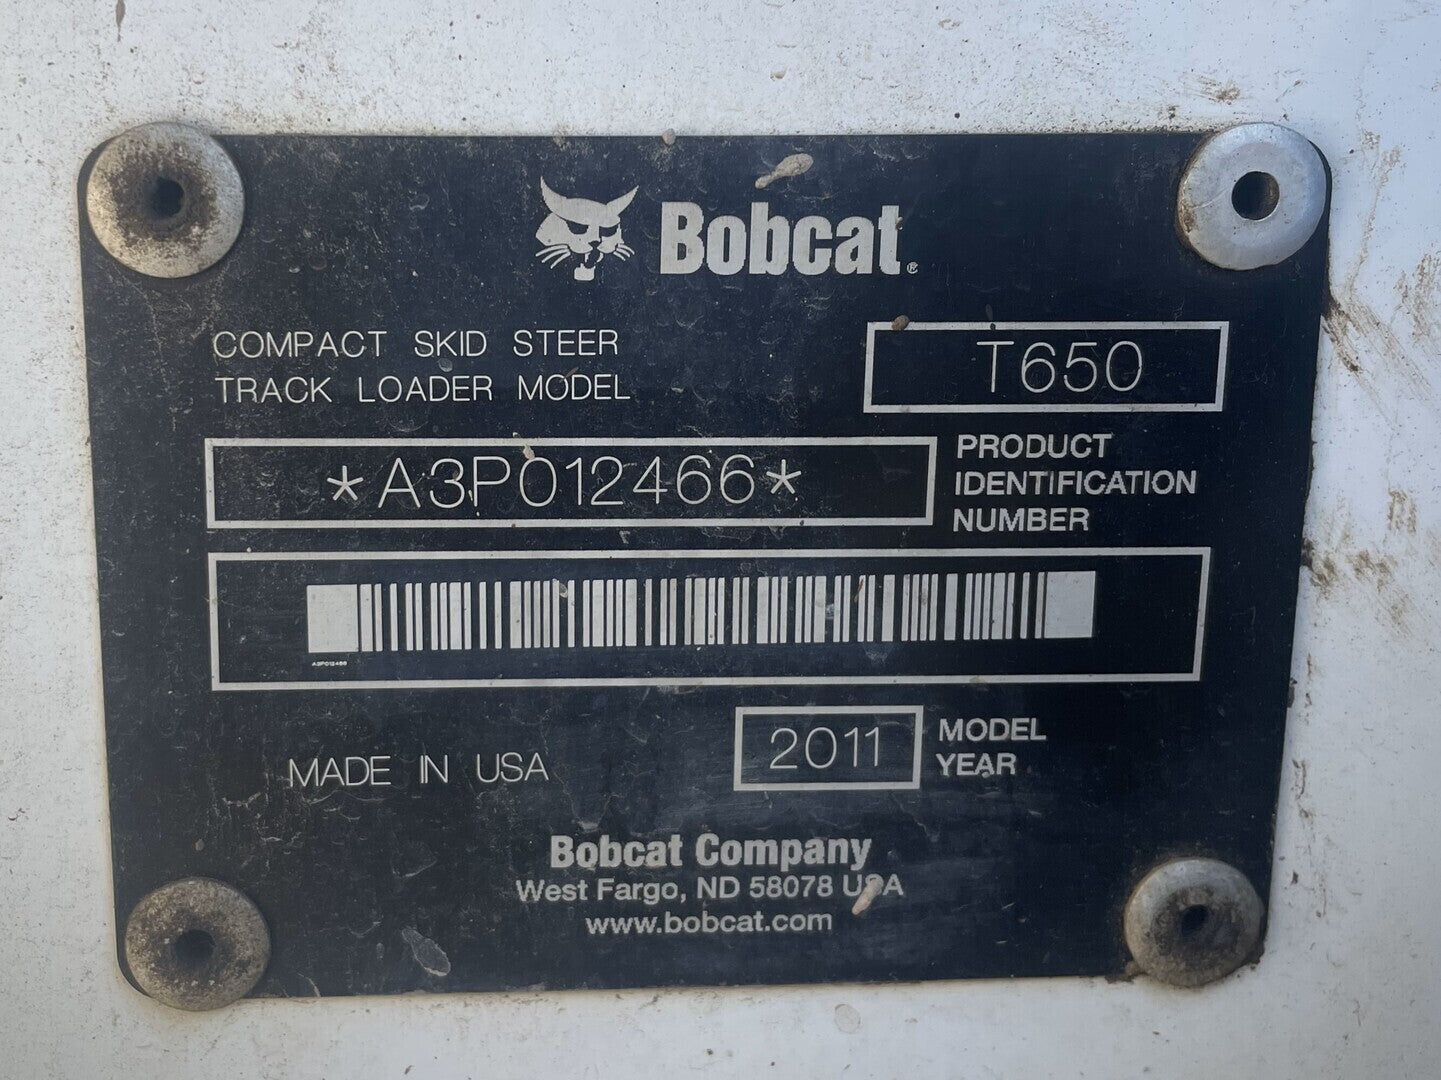 Bobcat®
COMPACT SKID STEER
TRACK LOADER MODEL
T650
*A3P012466*
PRODUCT
IDENTIFICATION
NUMBER
A3P012466
MADE IN USA
2011
MODEL
YEAR
Bobcat Company
West Fargo, ND 58078 USA
www.bobcat.com